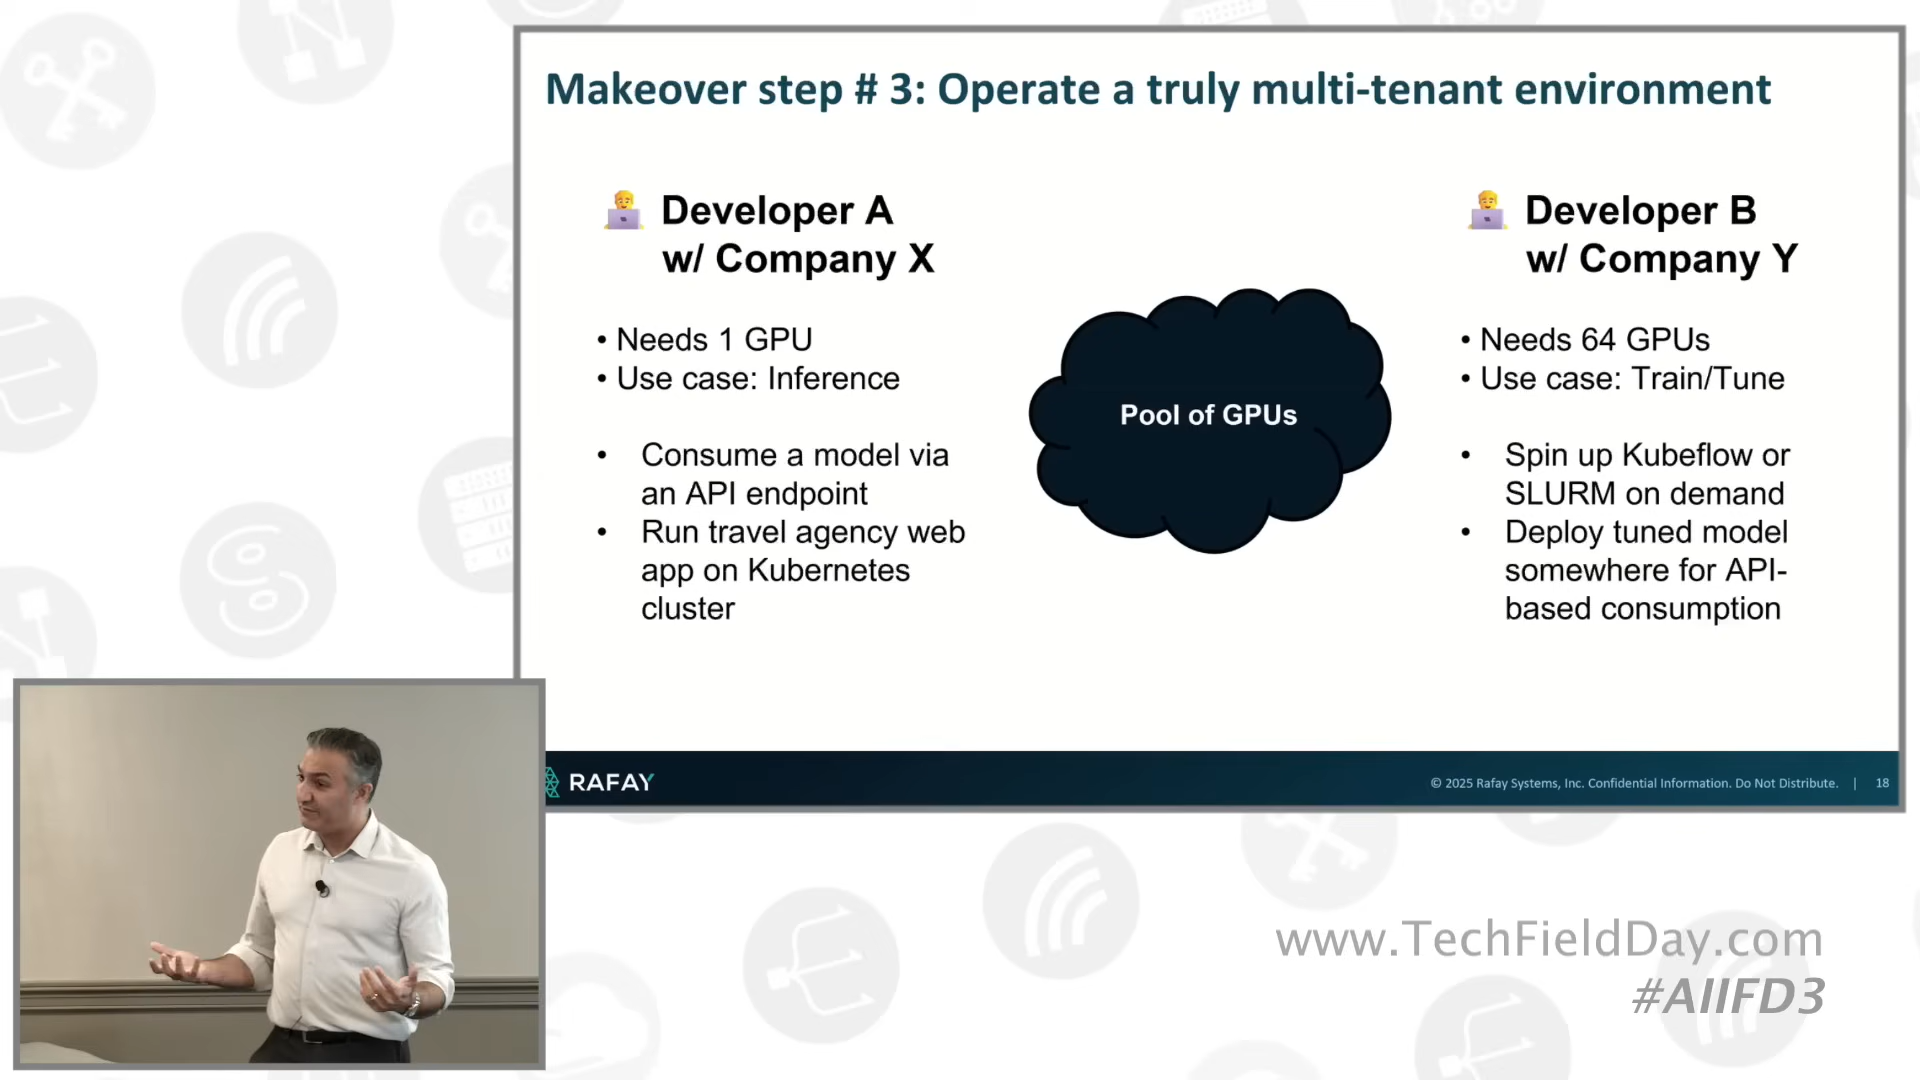 Makeover step # 3: Operate a truly multi-tenant environment
Developer A
w/ Company X
• Needs 1 GPU
• Use case: Inference
• Consume a model via
an API endpoint
• Run travel agency web
app on Kubernetes
cluster
Pool of GPUs
Developer B
w/ Company Y
• Needs 64 GPUs
• Use case: Train/Tune
• Spin up Kubeflow or
SLURM on demand
• Deploy tuned model
somewhere for API-
based consumption
RAFAY
© 2025 Rafay Systems, Inc. Confidential Information. Do Not Distribute. | 18
www.TechFieldDay.com
#AIIFD3